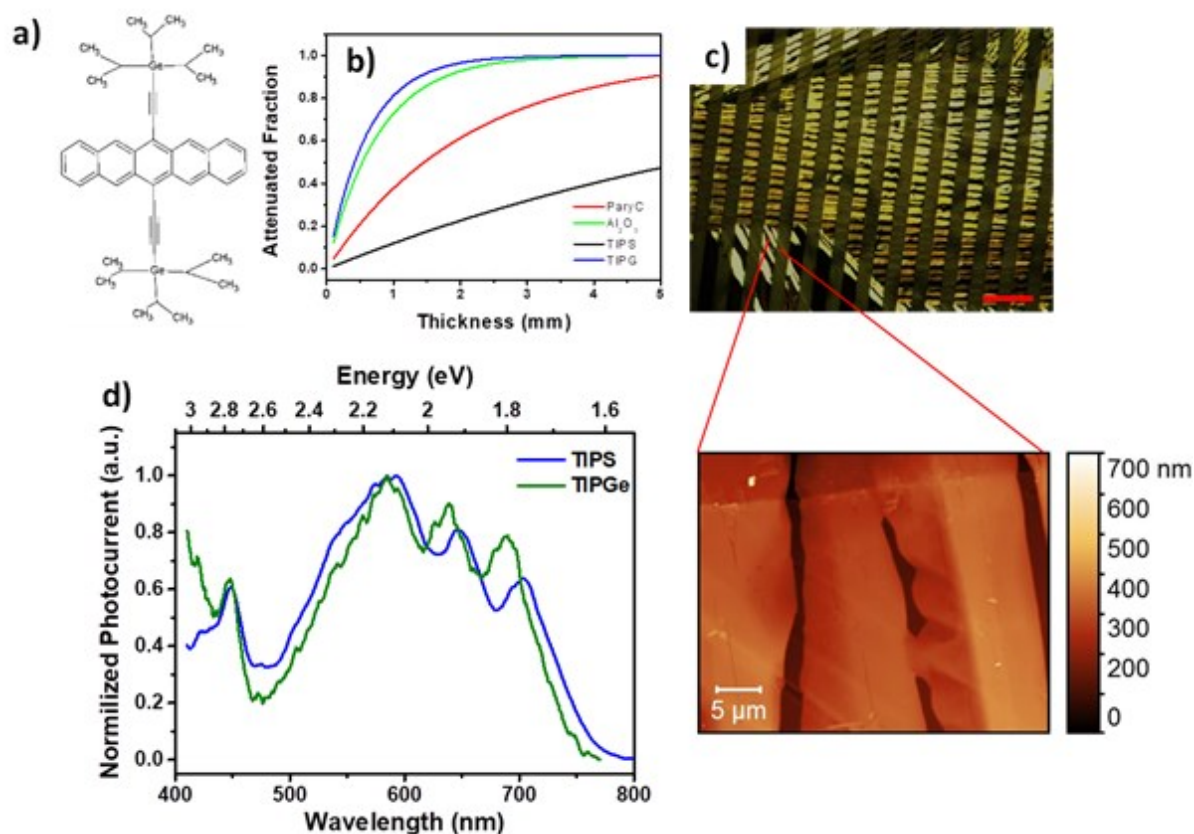 a)
CH₃
CH₃
CH₃
CH₃
Ge
CH₃
CH₃
CH₃
CH₃
Ge
CH₃
CH₃
CH₃
CH₃
b)
Attenuated Fraction
1.0
0.8
0.6
0.4
0.2
0.0
ParyC
Al₂O₃
TIPS
TIPG
0 1 2 3 4 5
Thickness (mm)
c)
d)
Energy (eV)
3 2.8 2.6 2.4 2.2 2 1.8 1.6
Normilized Photocurrent (a.u.)
1.0
0.8
0.6
0.4
0.2
0.0
TIPS
TIPGe
400 500 600 700 800
Wavelength (nm)
5 µm
700 nm
600
500
400
300
200
0